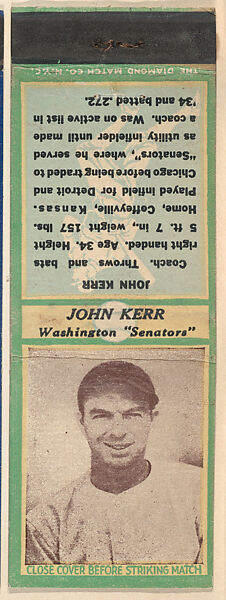 THE DIAMOND MATCH CO. N.Y.C.
JOHN KERR
Coach. Throws and bats
right handed. Age 34. Height
5 ft. 7 in., weight 157 lbs.
Home, Coffeyville, Kansas.
Played infield for Detroit and
Chicago before being traded to
"Senators", where he served
as utility infielder until made
a coach. Was on active list in
'34 and batted .272.
JOHN KERR
Washington "Senators"
CLOSE COVER BEFORE STRIKING MATCH